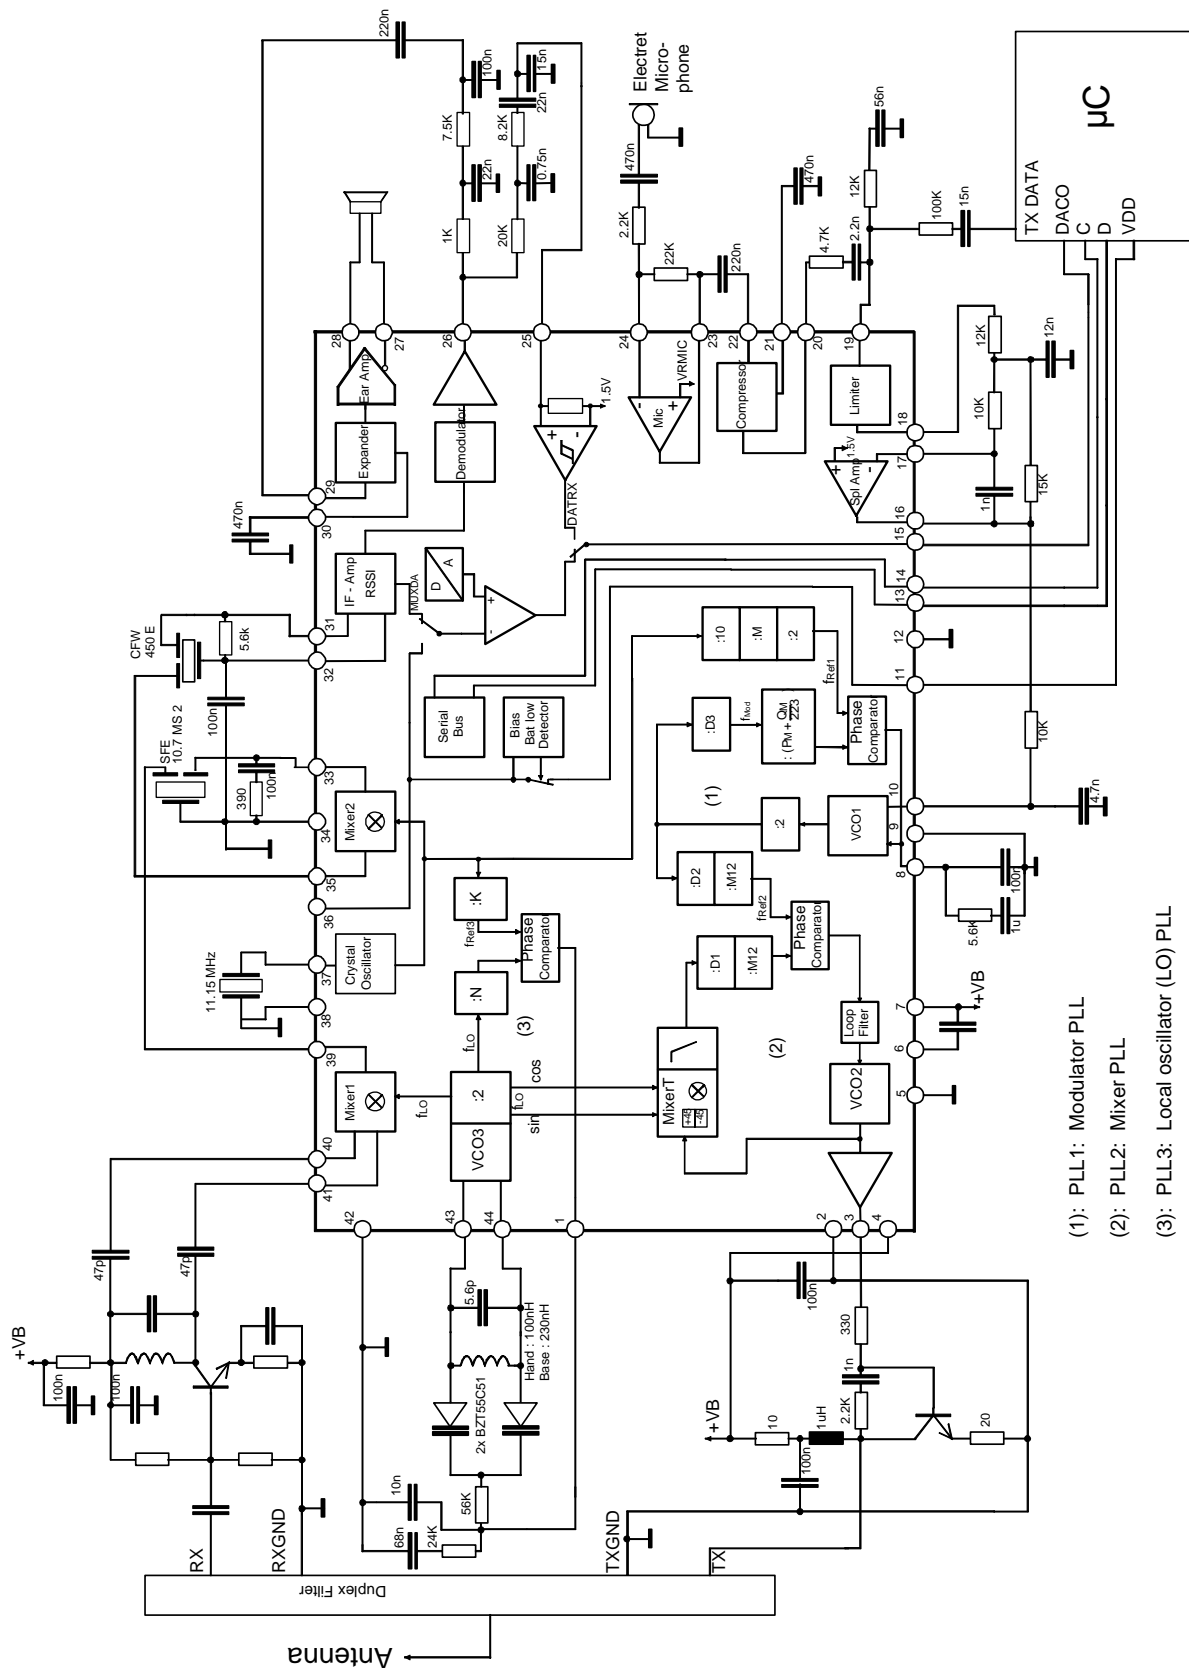 Antenna
Duplex Filter
RX
RXGND
TXGND
TX
+VB
100n
100n
47p
47p
68n
10n
24K
56K
2x BZT55C51
5.6p
Hand : 100nH
Base : 230nH
+VB
10
100n
1uH
2.2K
1n
330
20
100n
41
40
39
38
37
36
35
34
33
32
31
30
29
42
43
44
1
2
3
4
5
6
7
8
9
10
11
12
13
14
15
16
17
18
28
27
26
25
24
23
22
21
20
19
11.15 MHz
SFE
10.7 MS 2
390
100n
100n
CFW
450 E
5.6k
470n
220n
Mixer1
Crystal
Oscillator
Mixer2
IF - Amp
RSSI
Expander
Ear Amp
VCO3
:2
fLO
fLO
fLO
sin
cos
:N
:K
fRef3
Phase
Comparator
(3)
Serial
Bus
Bias
Bat low
Detector
MUXDA
D
A
+
-
DATRX
Demodulator
+
-
1.5V
Mic
-
+
VRMIC
Compressor
Limiter
Spl Amp
+
-
1.5V
MixerT
+45
-45
:D1
:M12
:D2
:M12
fRef2
Phase
Comparator
(2)
Loop
Filter
VCO2
:2
VCO1
(1)
:D3
fMod
: (PM + QM
223
:10
:M
:2
fRef1
Phase
Comparator
+VB
5.6K
1u
100n
4.7n
10K
15K
1n
10K
12K
12n
1K
22n
7.5K
100n
20K
0.75n
8.2K
22n
15n
Electret
Micro-
phone
470n
2.2K
22K
220n
470n
4.7K
2.2n
12K
56n
100K
15n
µC
TX DATA
DACO
C
D
VDD
(1): PLL1: Modulator PLL
(2): PLL2: Mixer PLL
(3): PLL3: Local oscillator (LO) PLL